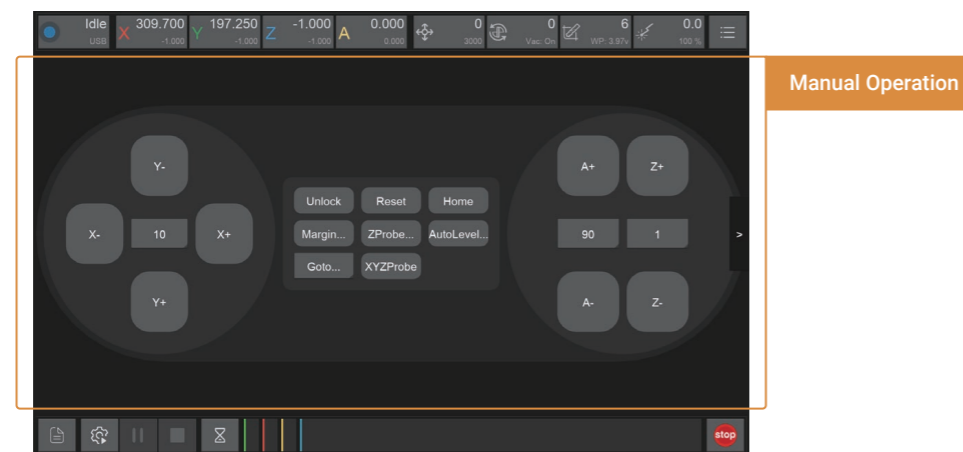 Idle
USB
X 309.700
-1.000
Y 197.250
-1.000
Z -1.000
-1.000
A 0.000
0.000
0
3000
0
Vac: On
6
WP: 3.97v
0.0
100 %
Manual Operation
Y-
A+ Z+
Unlock Reset Home
X- 10 X+ Margin... ZProbe... AutoLevel... 90 1 >
Goto... XYZProbe
Y+ A- Z-
stop